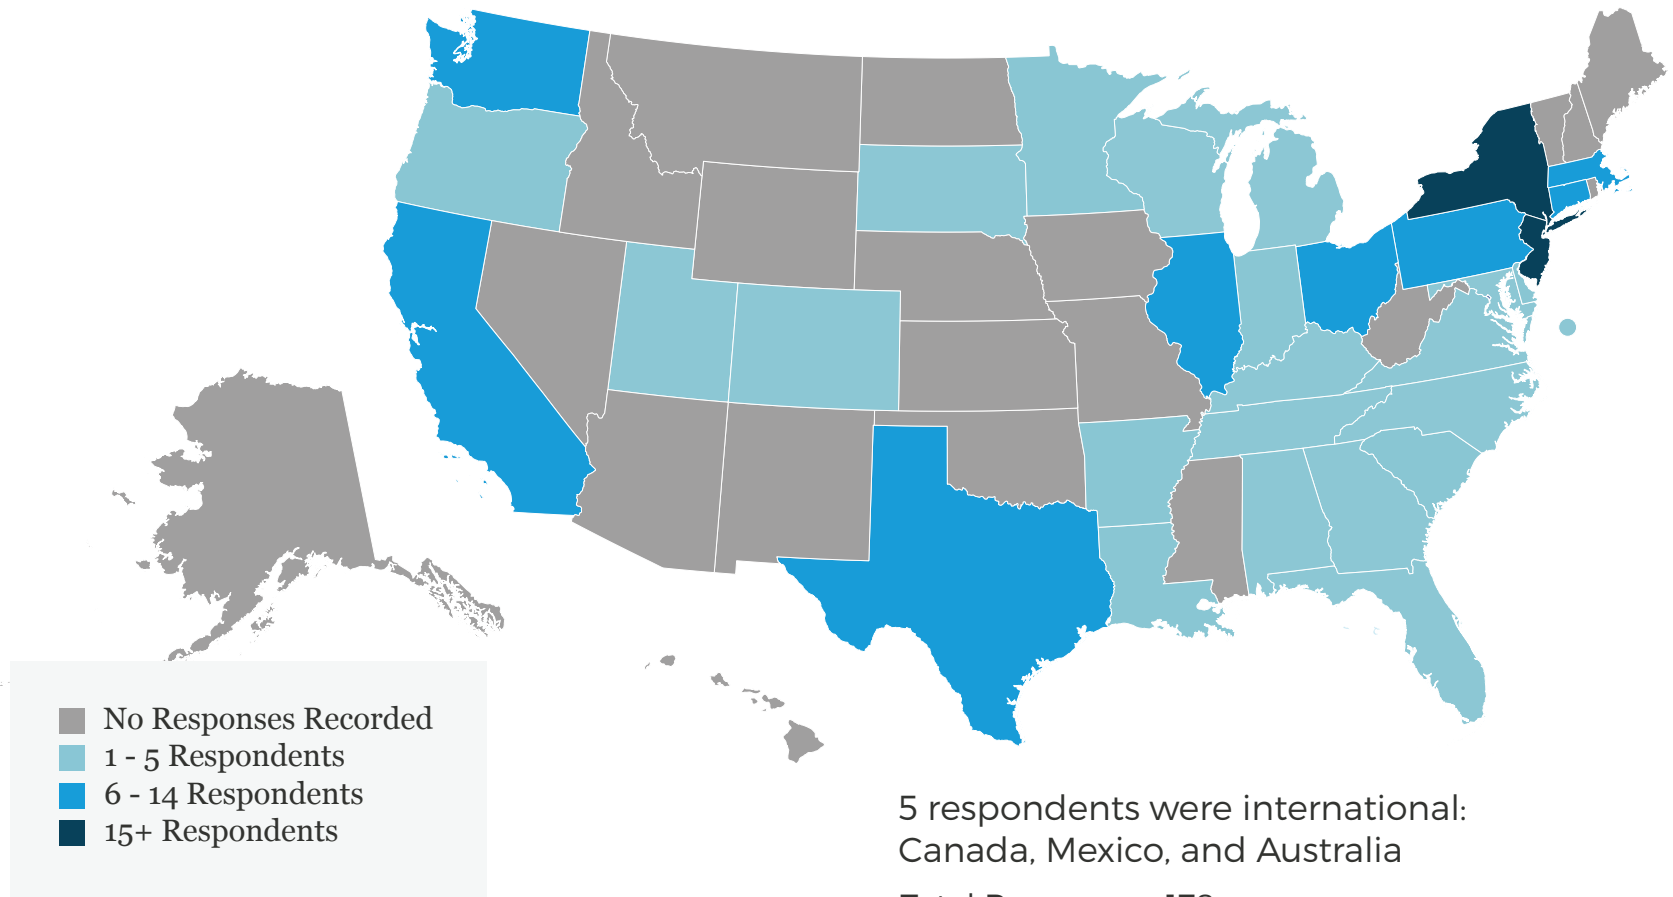 No Responses Recorded
1 - 5 Respondents
6 - 14 Respondents
15+ Respondents
5 respondents were international:
Canada, Mexico, and Australia